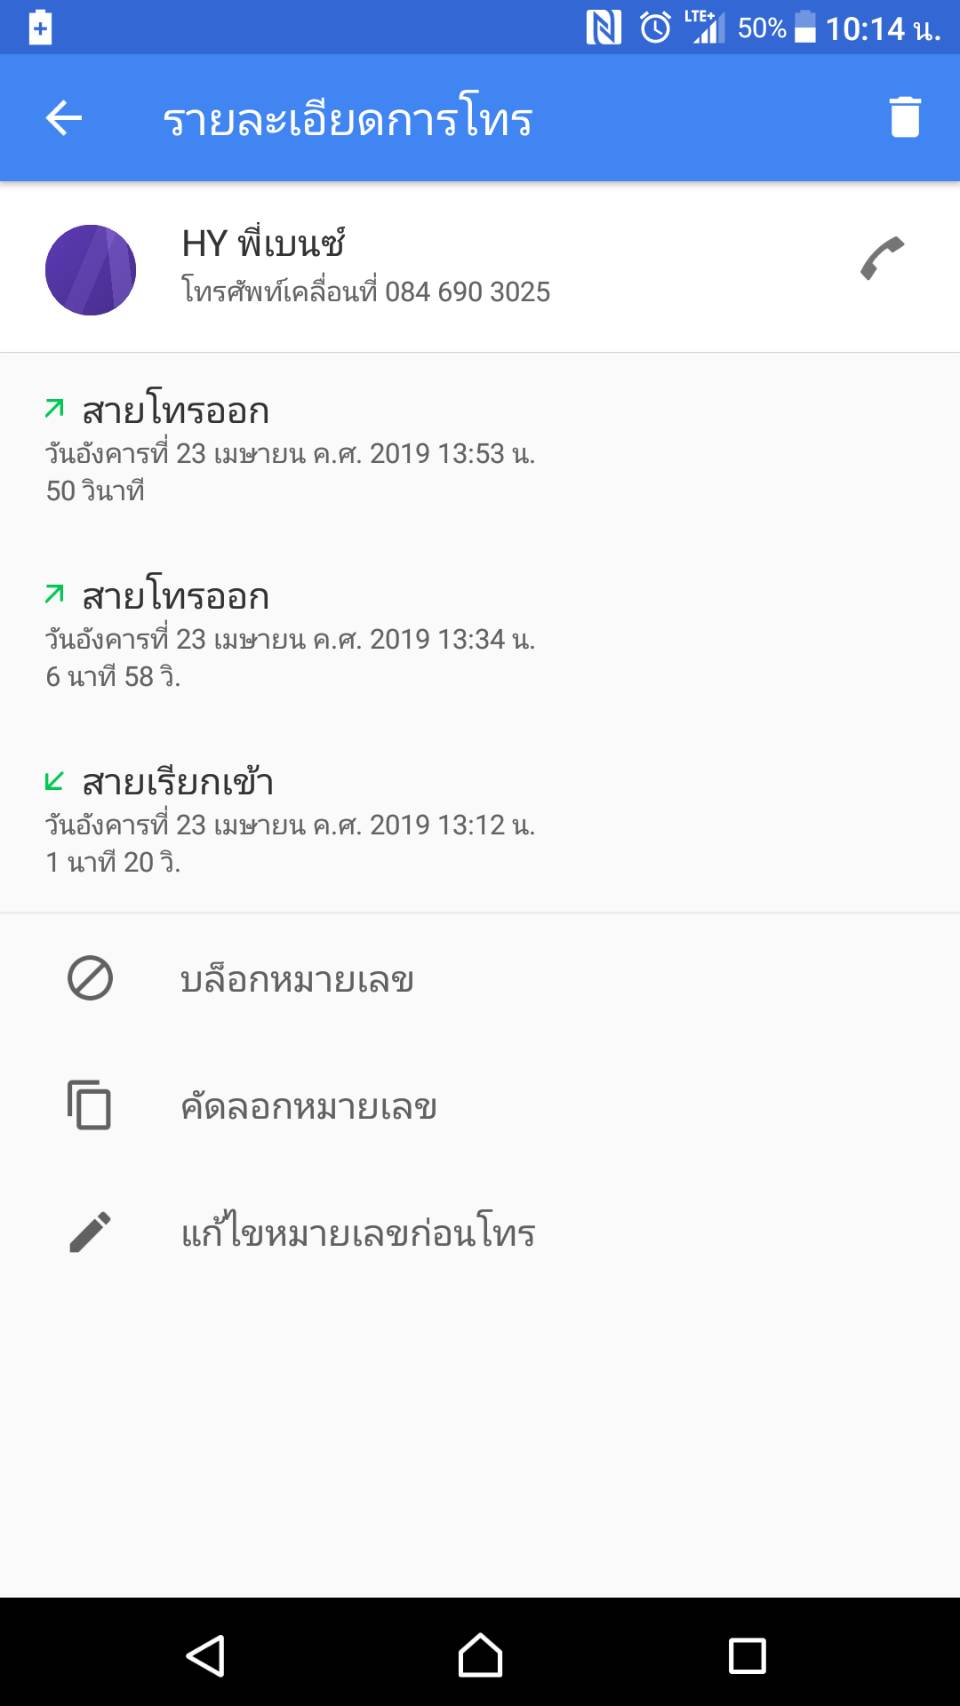 LTE+ 50% 10:14 น.
รายละเอียดการโทร
HY พี่เบนซ์
โทรศัพท์เคลื่อนที่ 084 690 3025
สายโทรออก
วันอังคารที่ 23 เมษายน ค.ศ. 2019 13:53 น.
50 วินาที
สายโทรออก
วันอังคารที่ 23 เมษายน ค.ศ. 2019 13:34 น.
6 นาที 58 วิ.
สายเรียกเข้า
วันอังคารที่ 23 เมษายน ค.ศ. 2019 13:12 น.
1 นาที 20 วิ.
บล็อกหมายเลข
คัดลอกหมายเลข
แก้ไขหมายเลขก่อนโทร